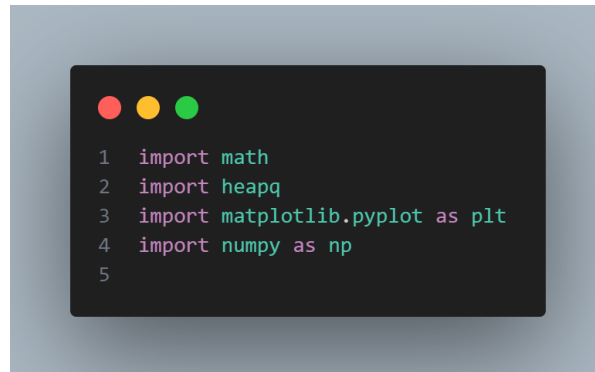 1 import math
2 import heapq
3 import matplotlib.pyplot as plt
4 import numpy as np
5